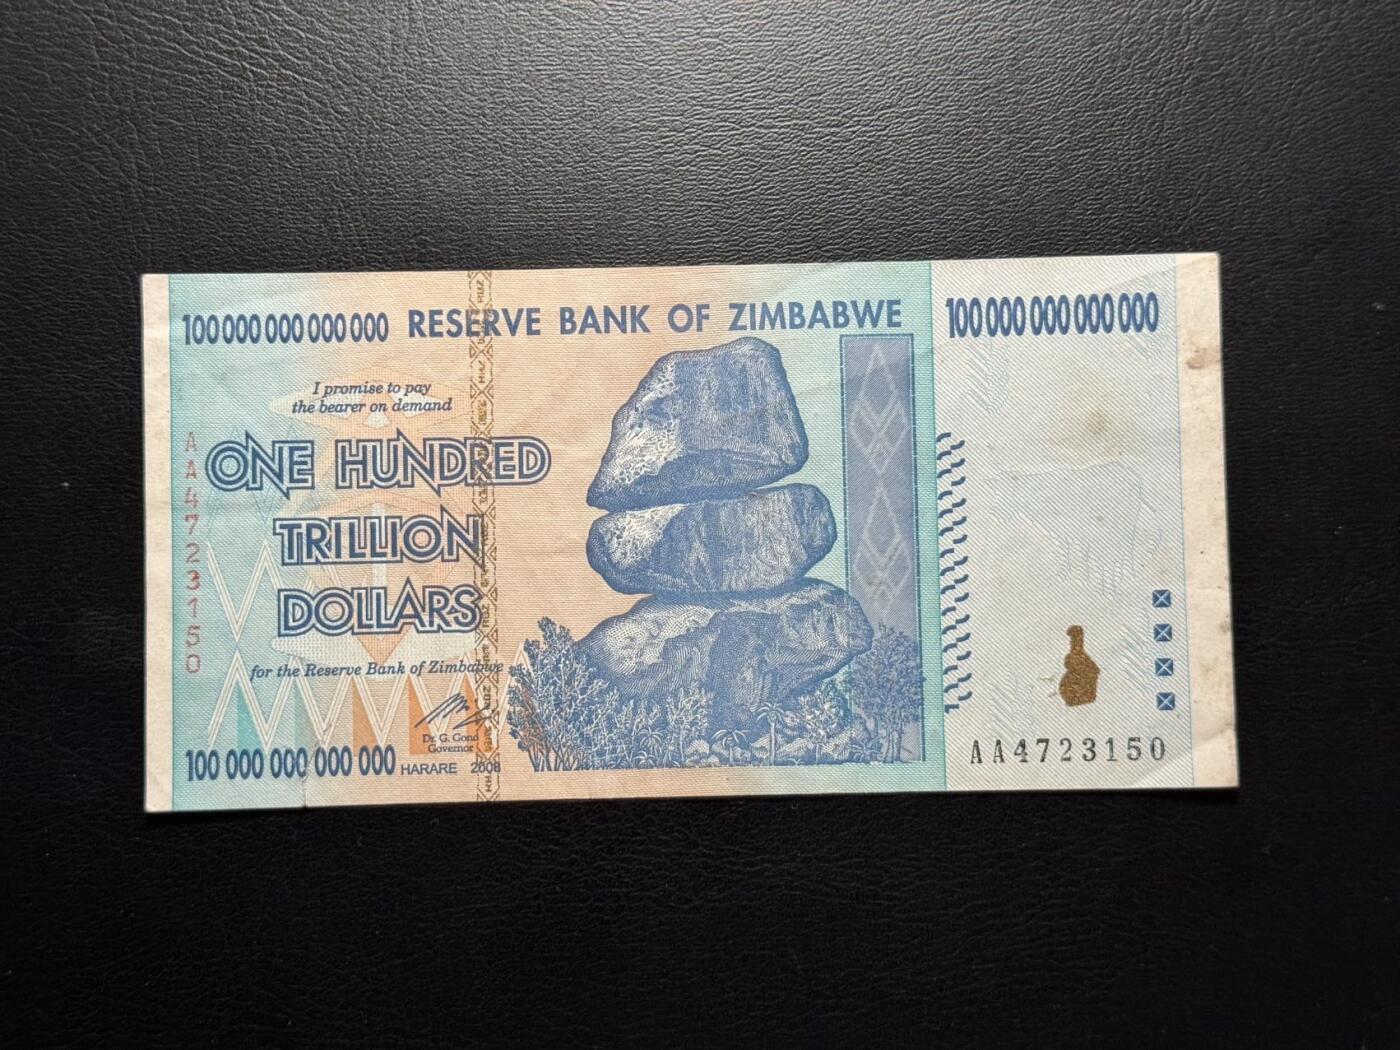 100 000 000 000 000 RESERVE BANK OF ZIMBABWE 100 000 000 000 000
I promise to pay
the bearer on demand
ONE HUNDRED
TRILLION
DOLLARS
for the Reserve Bank of Zimbabwe
Dr. G. Gono
Governor
100 000 000 000 000 HARARE 2008
AA4723150
AA4723150